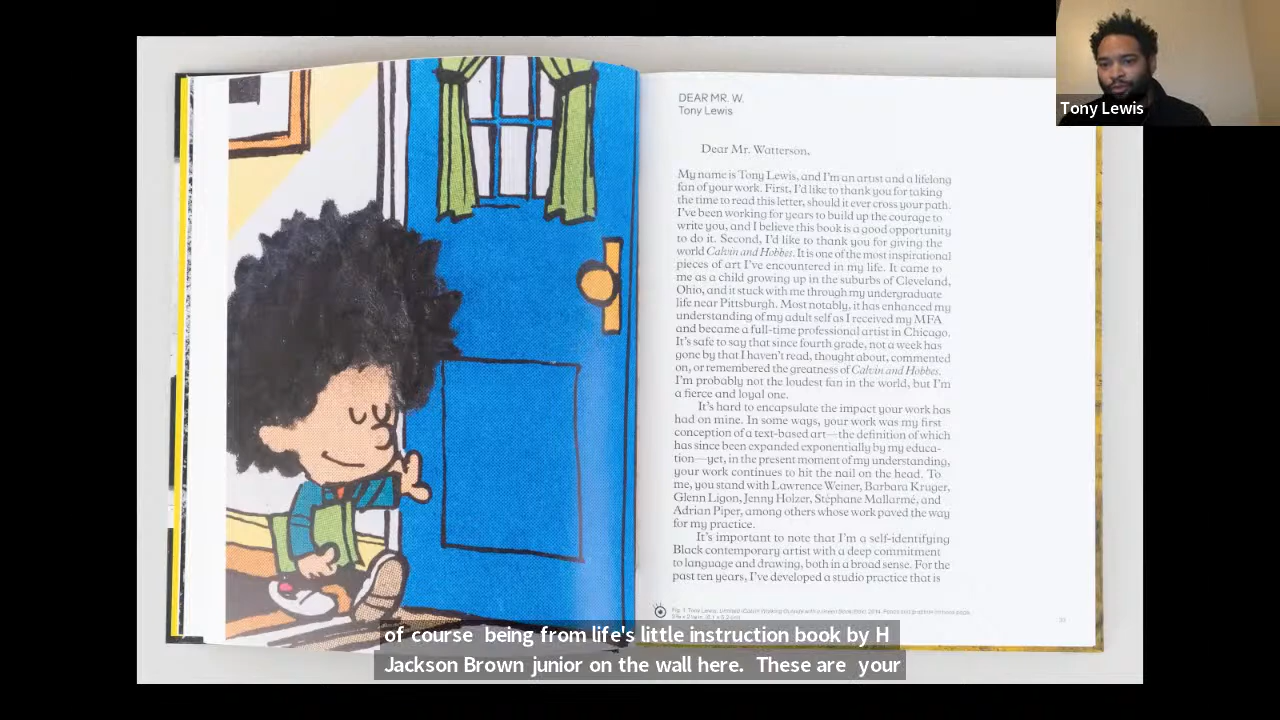 DEAR MR. W.
Tony Lewis
Dear Mr. Watterson,
My name is Tony Lewis, and I'm an artist and a lifelong
fan of your work. First, I'd like to thank you for taking
the time to read this letter, should it ever cross your path.
I've been working for years to build up the courage to
write you, and I believe this book is a good opportunity
to do it. Second, I'd like to thank you for giving the
world Calvin and Hobbes. It is one of the most inspirational
pieces of art I've encountered in my life. It came to
me as a child growing up in the suburbs of Cleveland,
Ohio, and it stuck with me through my undergraduate
life near Pittsburgh. Most notably, it has enhanced my
understanding of my adult self as I received my MFA
and became a full-time professional artist in Chicago.
It's safe to say that since fourth grade, not a week has
gone by that I haven't read, thought about, commented
on, or remembered the greatness of Calvin and Hobbes.
I'm probably not the loudest fan in the world, but I'm
a fierce and loyal one.
It's hard to encapsulate the impact your work has
had on mine. In some ways, your work was my first
conception of a text-based art—the definition of which
has since been expanded exponentially by my educa-
tion—yet, in the present moment of my understanding,
your work continues to hit the nail on the head. To
me, you stand with Lawrence Weiner, Barbara Kruger,
Glenn Ligon, Jenny Holzer, Stéphane Mallarmé, and
Adrian Piper, among others whose work paved the way
for my practice.
It's important to note that I'm a self-identifying
Black contemporary artist with a deep commitment
to language and drawing, both in a broad sense. For the
past ten years, I've developed a studio practice that is
Tony Lewis
of course being from life's little instruction book by H
Jackson Brown junior on the wall here. These are your